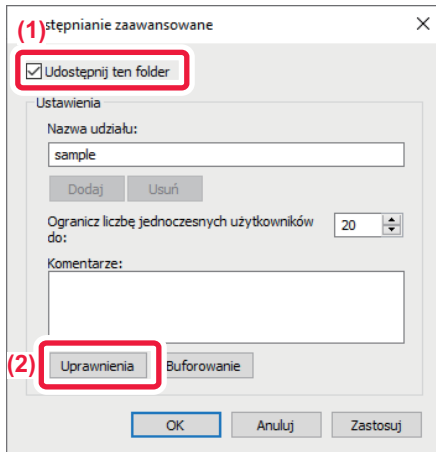 (1)
stępnianie zaawansowane
Udostępnij ten folder
Ustawienia
Nazwa udziału:
sample
Dodaj Usuń
Ogranicz liczbę jednoczesnych użytkowników
do:
20
Komentarze:
(2)
Uprawnienia Buforowanie
OK Anuluj Zastosuj